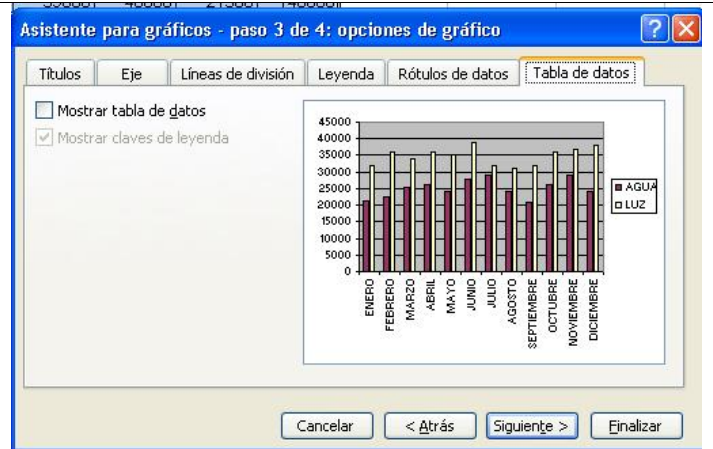 Asistente para gráficos - paso 3 de 4: opciones de gráfico
Títulos Eje Líneas de división Leyenda Rótulos de datos Tabla de datos
Mostrar tabla de datos
Mostrar claves de leyenda
45000
40000
35000
30000
25000
20000
15000
10000
5000
0
ENERO FEBRERO MARZO ABRIL MAYO JUNIO JULIO AGOSTO SEPTIEMBRE OCTUBRE NOVIEMBRE DICIEMBRE
AGUA
LUZ
Cancelar < Atrás Siguiente > Finalizar